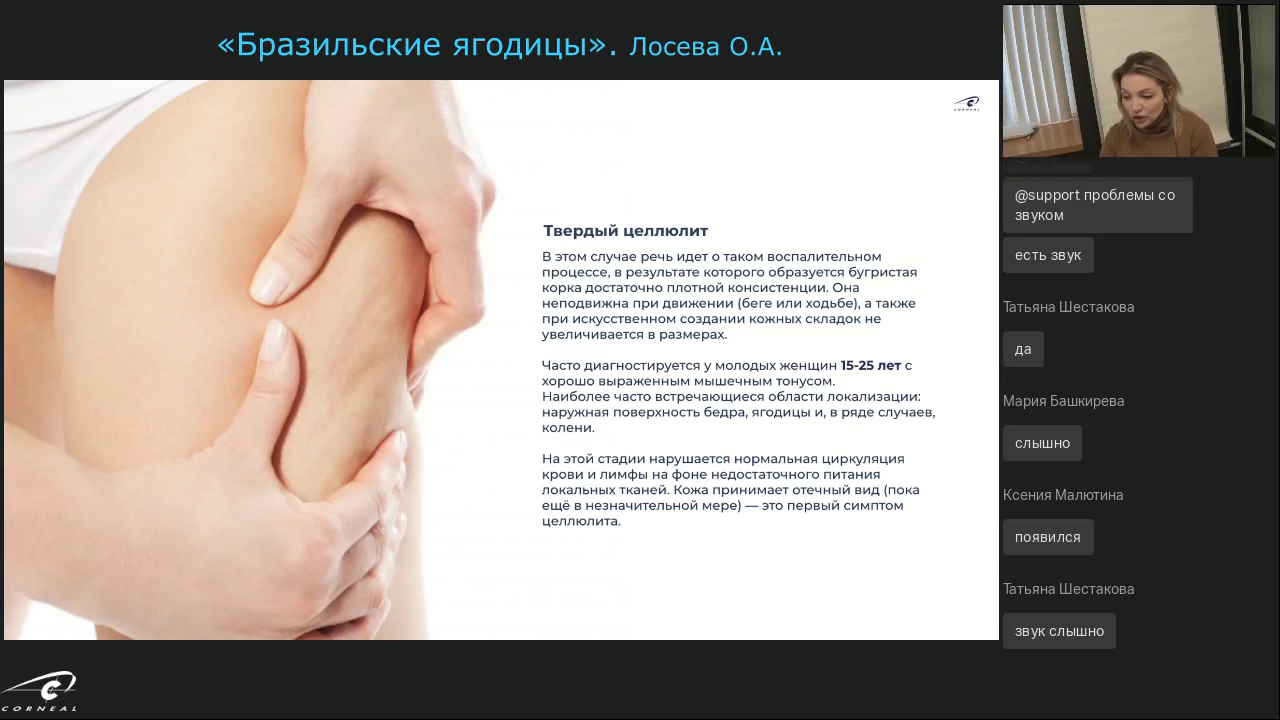 «Бразильские ягодицы». Лосева О.А.
CORNEAL
Твердый целлюлит
В этом случае речь идет о таком воспалительном
процессе, в результате которого образуется бугристая
корка достаточно плотной консистенции. Она
неподвижна при движении (беге или ходьбе), а также
при искусственном создании кожных складок не
увеличивается в размерах.
Часто диагностируется у молодых женщин 15-25 лет с
хорошо выраженным мышечным тонусом.
Наиболее часто встречающиеся области локализации:
наружная поверхность бедра, ягодицы и, в ряде случаев,
колени.
На этой стадии нарушается нормальная циркуляция
крови и лимфы на фоне недостаточного питания
локальных тканей. Кожа принимает отечный вид (пока
ещё в незначительной мере) — это первый симптом
целлюлита.
@support проблемы со
звуком
есть звук
Татьяна Шестакова
да
Мария Башкирева
слышно
Ксения Малютина
появился
Татьяна Шестакова
звук слышно
CORNEAL